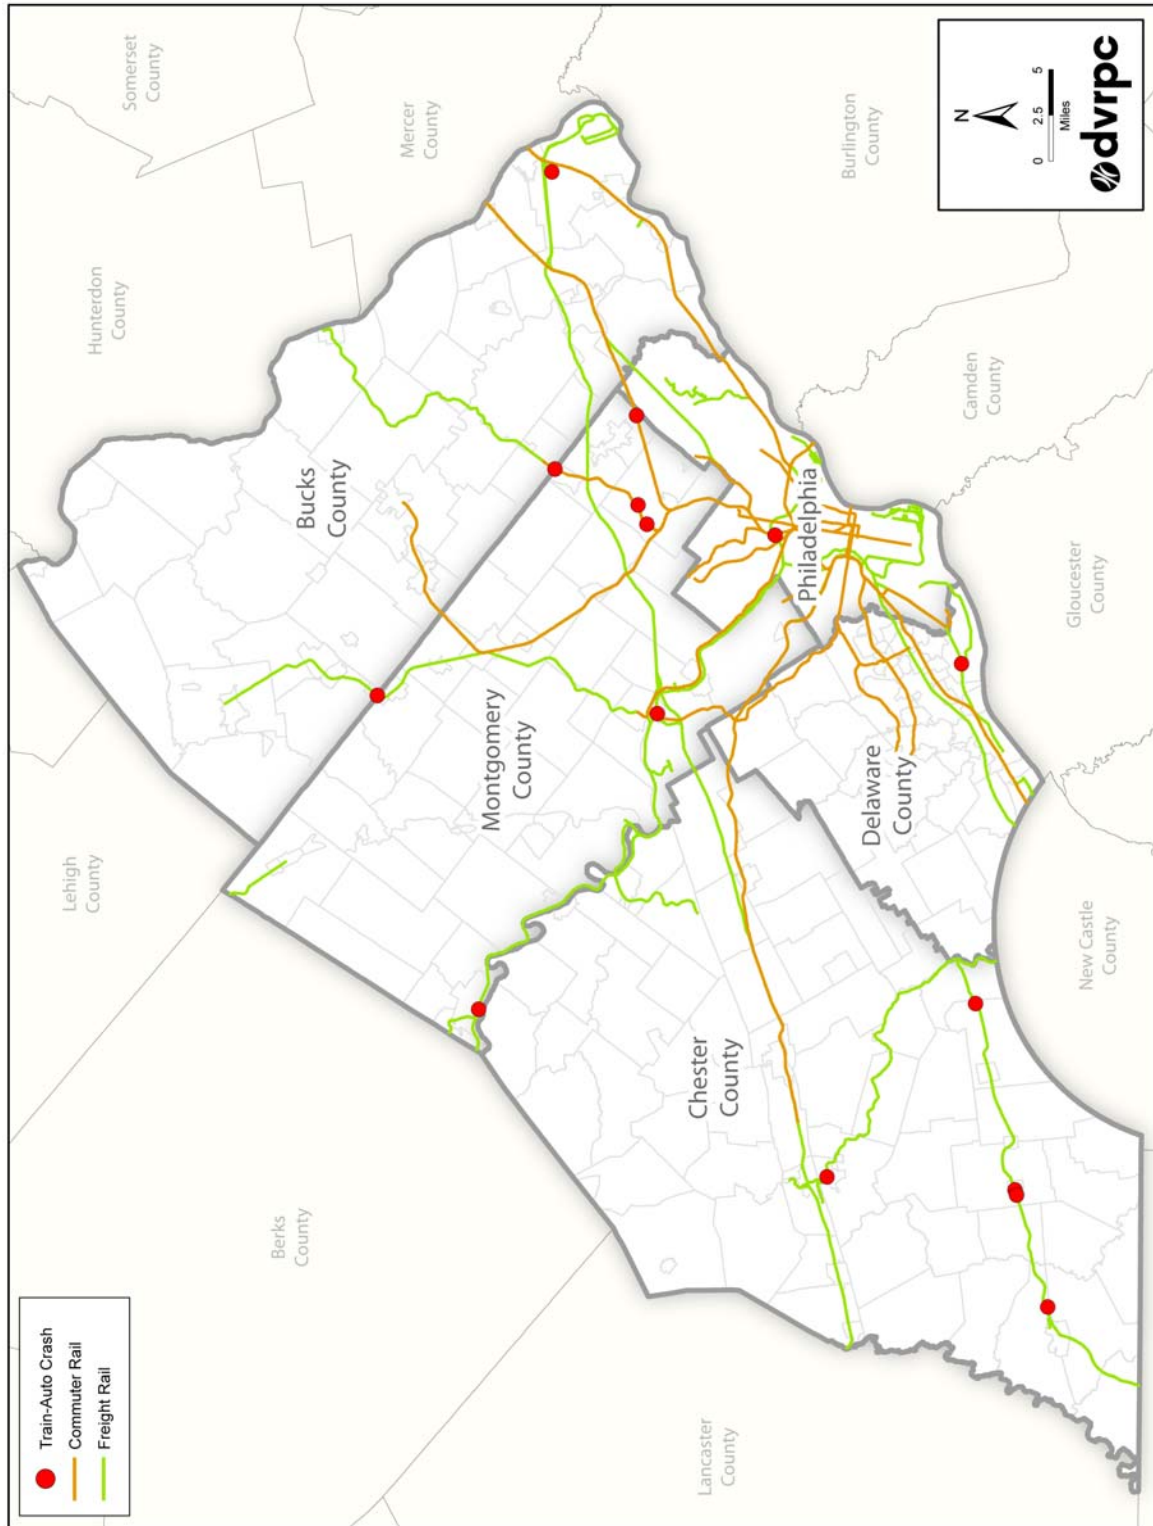 Train-Auto Crash
Commuter Rail
Freight Rail
Lancaster
County
Berks
County
Lehigh
County
Hunterdon
County
Somerset
County
Mercer
County
Burlington
County
Camden
County
Gloucester
County
New Castle
County
Bucks
County
Montgomery
County
Philadelphia
Delaware
County
Chester
County
N
0 2.5 5
Miles
dvrpc